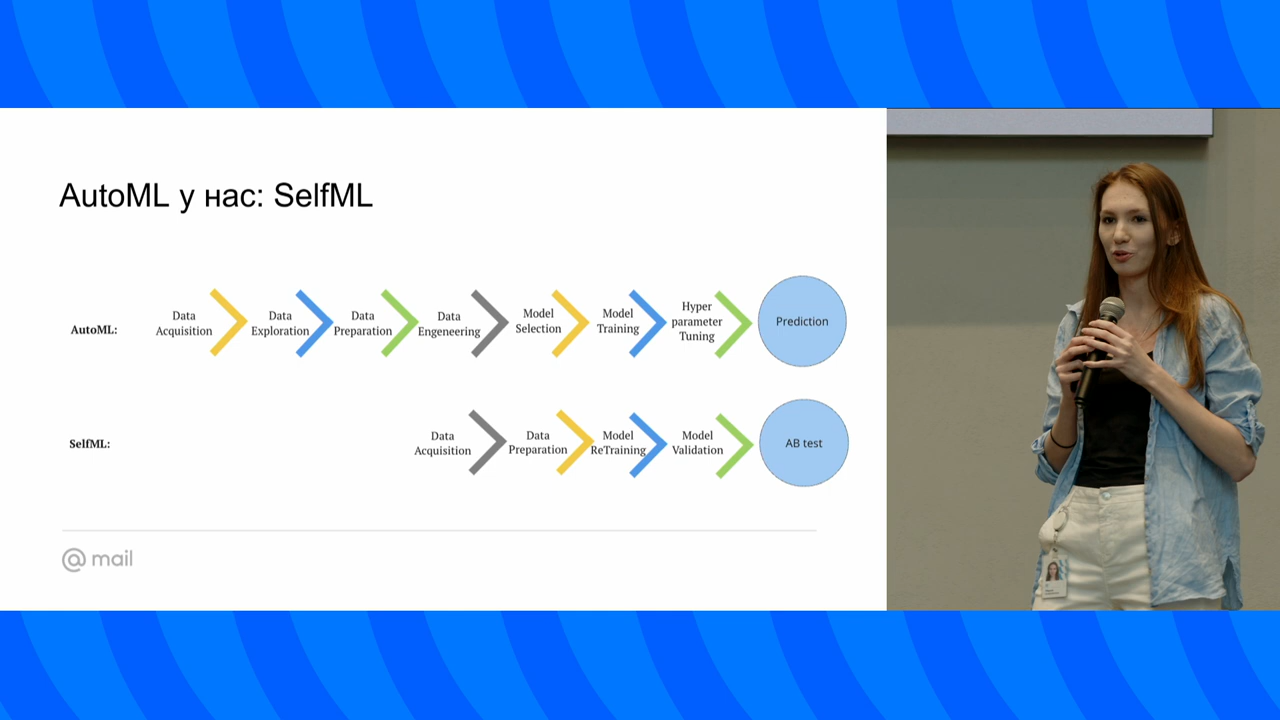 AutoML у нас: SelfML
AutoML:
Data
Acquisition
Data
Exploration
Data
Preparation
Data
Engeneering
Model
Selection
Model
Training
Hyper
parameter
Tuning
Prediction
SelfML:
Data
Acquisition
Data
Preparation
Model
ReTraining
Model
Validation
AB test
@mail